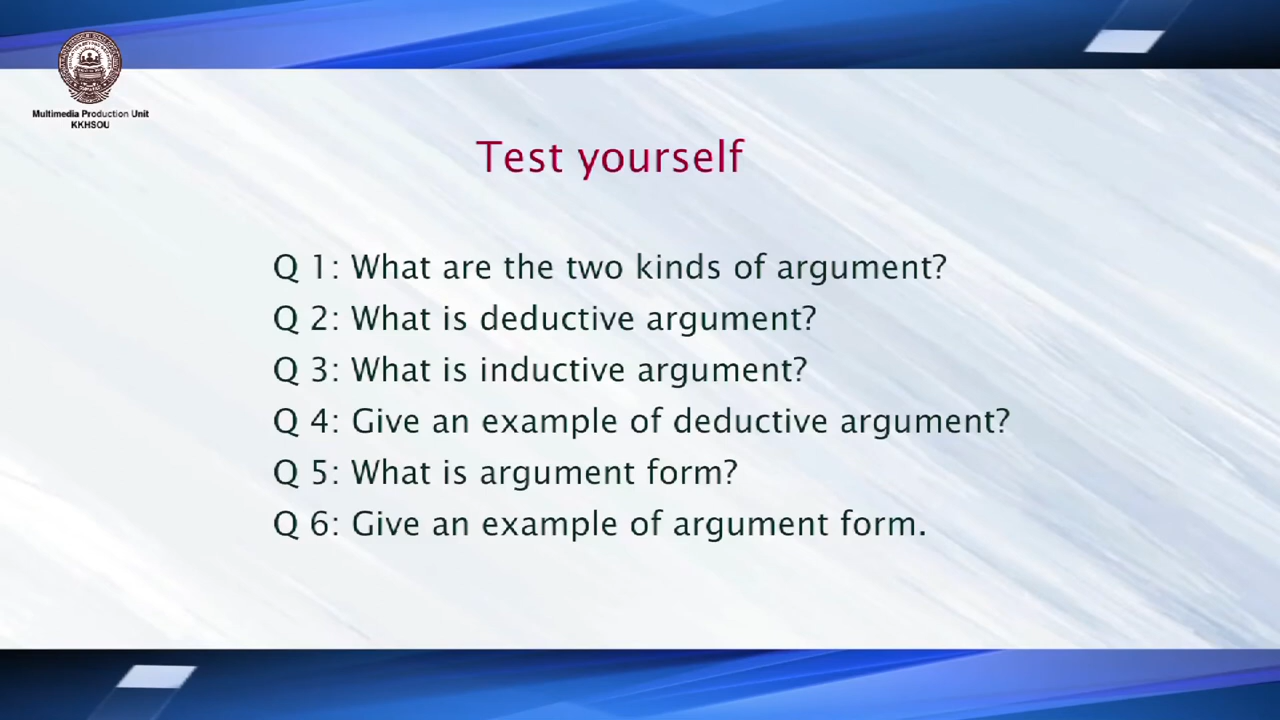 Multimedia Production Unit
KKHSOU
Test yourself
Q 1: What are the two kinds of argument?
Q 2: What is deductive argument?
Q 3: What is inductive argument?
Q 4: Give an example of deductive argument?
Q 5: What is argument form?
Q 6: Give an example of argument form.